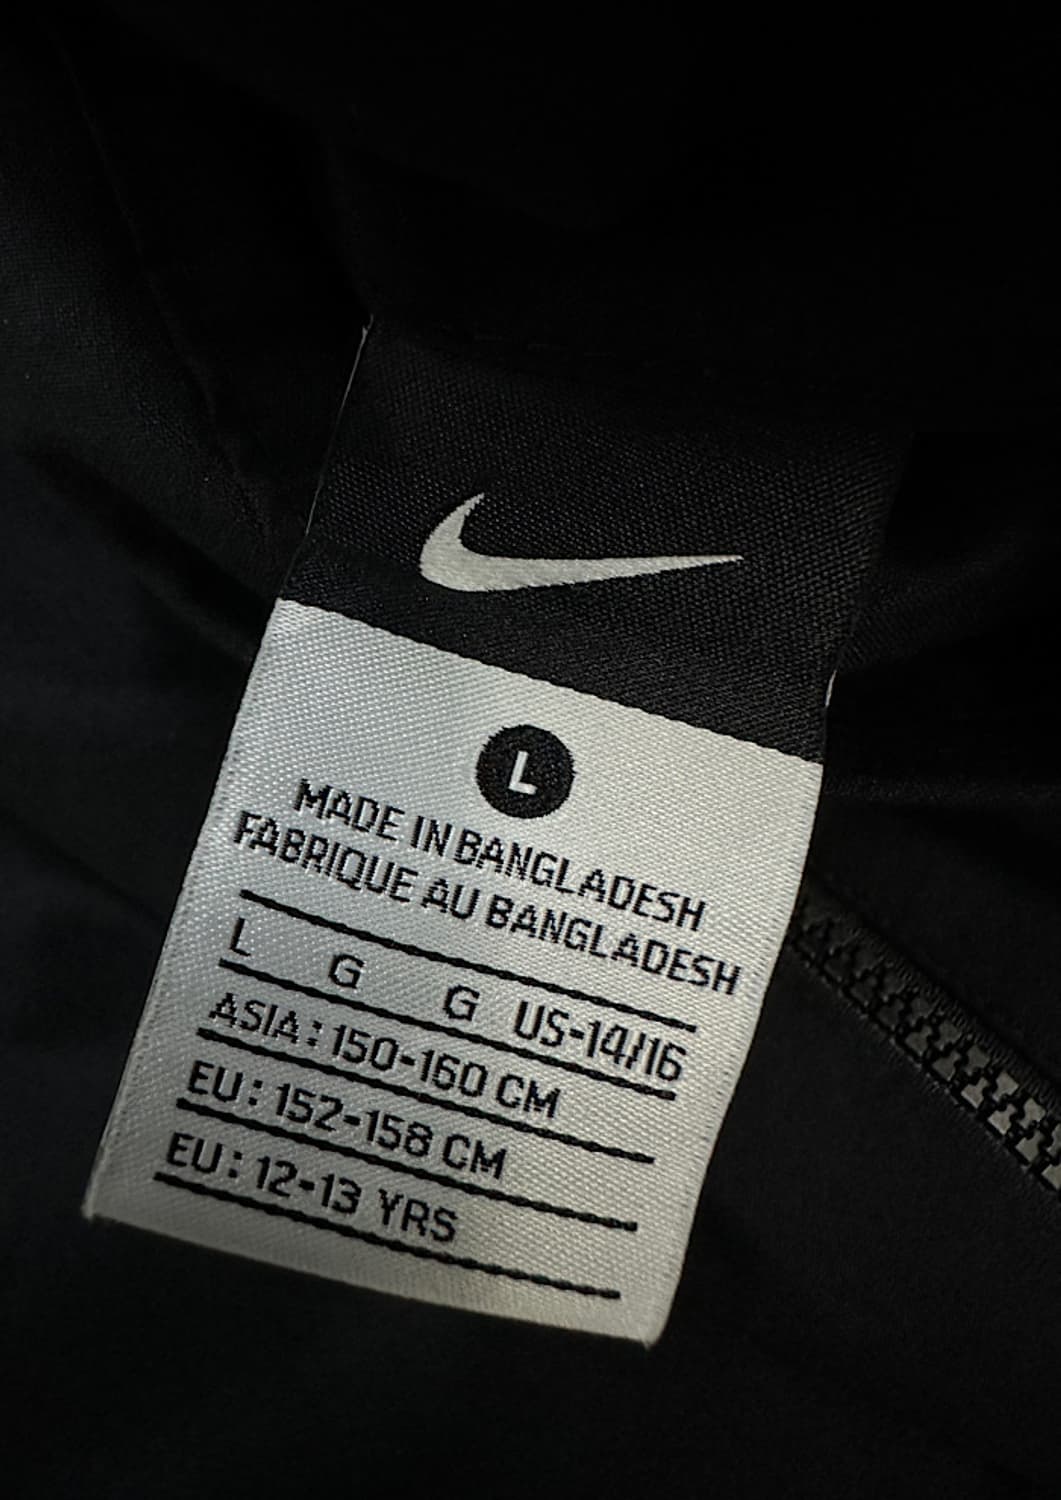 L
MADE IN BANGLADESH
FABRIQUE AU BANGLADESH
L G G US-14/16
ASIA: 150-160 CM
EU: 152-158 CM
EU: 12-13 YRS